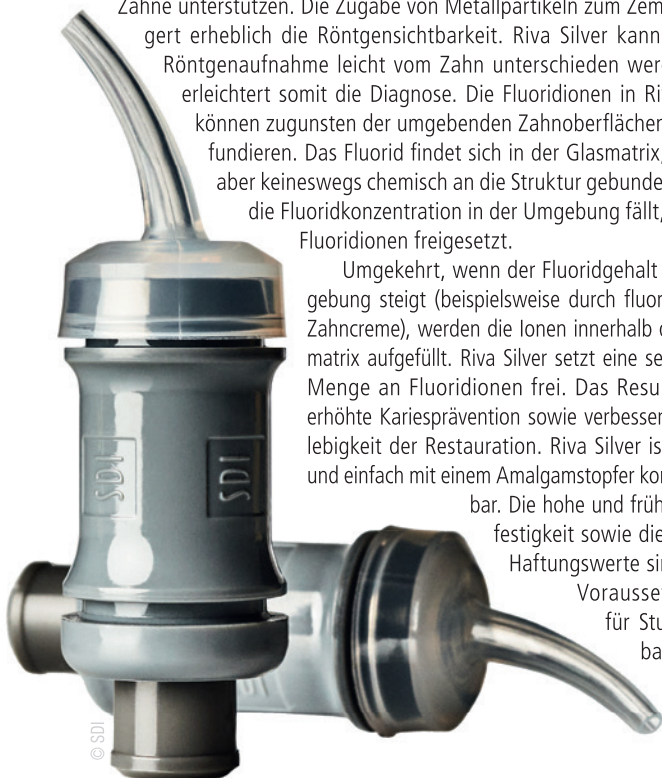 Zähne unterstützen. Die Zugabe von Metallpartikeln zum Zem
gert erheblich die Röntgensichtbarkeit. Riva Silver kann
Röntgenaufnahme leicht vom Zahn unterschieden wer
erleichtert somit die Diagnose. Die Fluoridionen in Ri
können zugunsten der umgebenden Zahnoberflächen
fundieren. Das Fluorid findet sich in der Glasmatrix,
aber keineswegs chemisch an die Struktur gebunde
die Fluoridkonzentration in der Umgebung fällt,
Fluoridionen freigesetzt.
Umgekehrt, wenn der Fluoridgehalt
gebung steigt (beispielsweise durch fluor
Zahncreme), werden die Ionen innerhalb d
matrix aufgefüllt. Riva Silver setzt eine se
Menge an Fluoridionen frei. Das Resu
erhöhte Kariesprävention sowie verbesser
lebigkeit der Restauration. Riva Silver is
und einfach mit einem Amalgamstopfer kon
bar. Die hohe und früh
festigkeit sowie die
Haftungswerte sin
Vorausset
für Stu
ba
SDI
SDI
SDI
© SDI